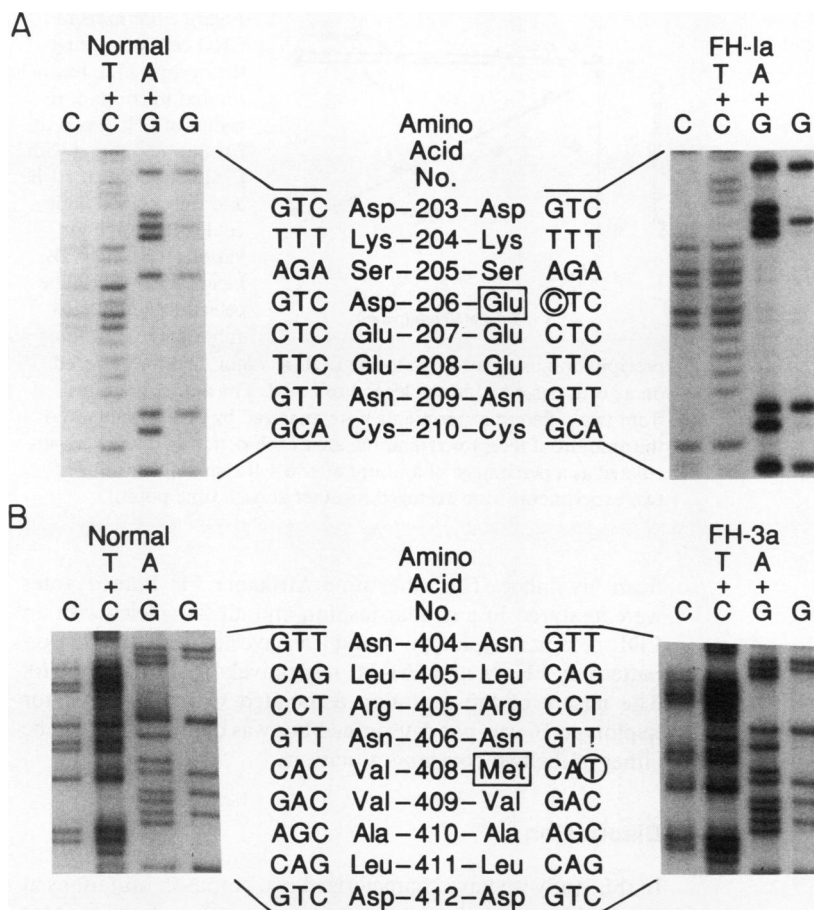 A
Normal FH-Ia
T A T A
+ + + +
C C G G C C G G
Amino
Acid
No.
GTC Asp-203-Asp GTC
TTT Lys-204-Lys TTT
AGA Ser-205-Ser AGA
GTC Asp-206-Glu CTC
CTC Glu-207-Glu CTC
TTC Glu-208-Glu TTC
GTT Asn-209-Asn GTT
GCA Cys-210-Cys GCA
B
Normal FH-3a
T A T A
+ + + +
C C G G C C G G
Amino
Acid
No.
GTT Asn-404-Asn GTT
CAG Leu-405-Leu CAG
CCT Arg-405-Arg CCT
GTT Asn-406-Asn GT!
CAC Val-408-Met CAT
GAC Val-409-Val GAC
AGC Ala-410-Ala AGC
CAG Leu-411-Leu CAG
GTC Asp-412-Asp GTC